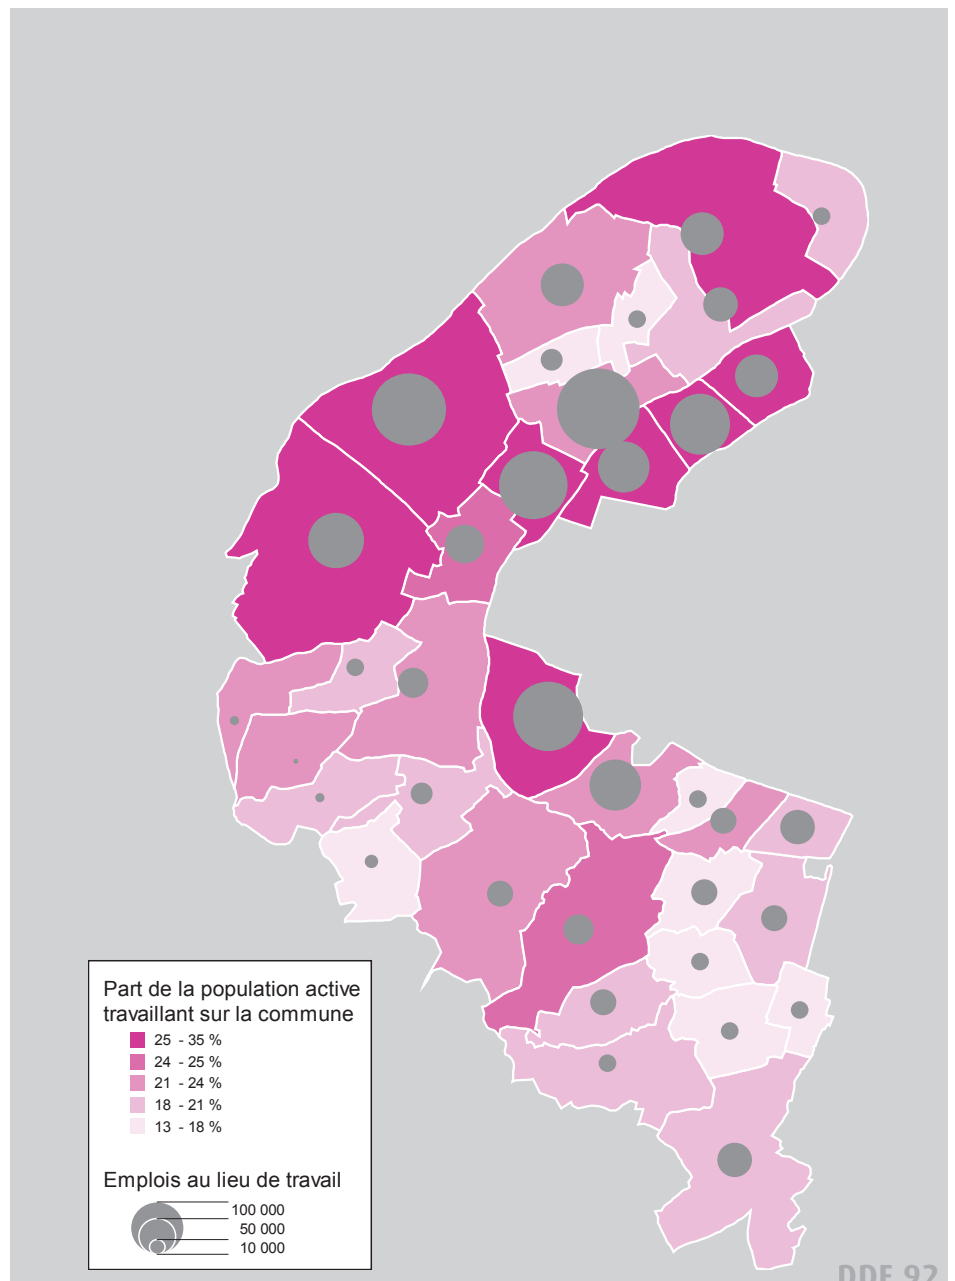 Part de la population active
travaillant sur la commune
25 - 35 %
24 - 25 %
21 - 24 %
18 - 21 %
13 - 18 %
Emplois au lieu de travail
100 000
50 000
10 000
DDE 92